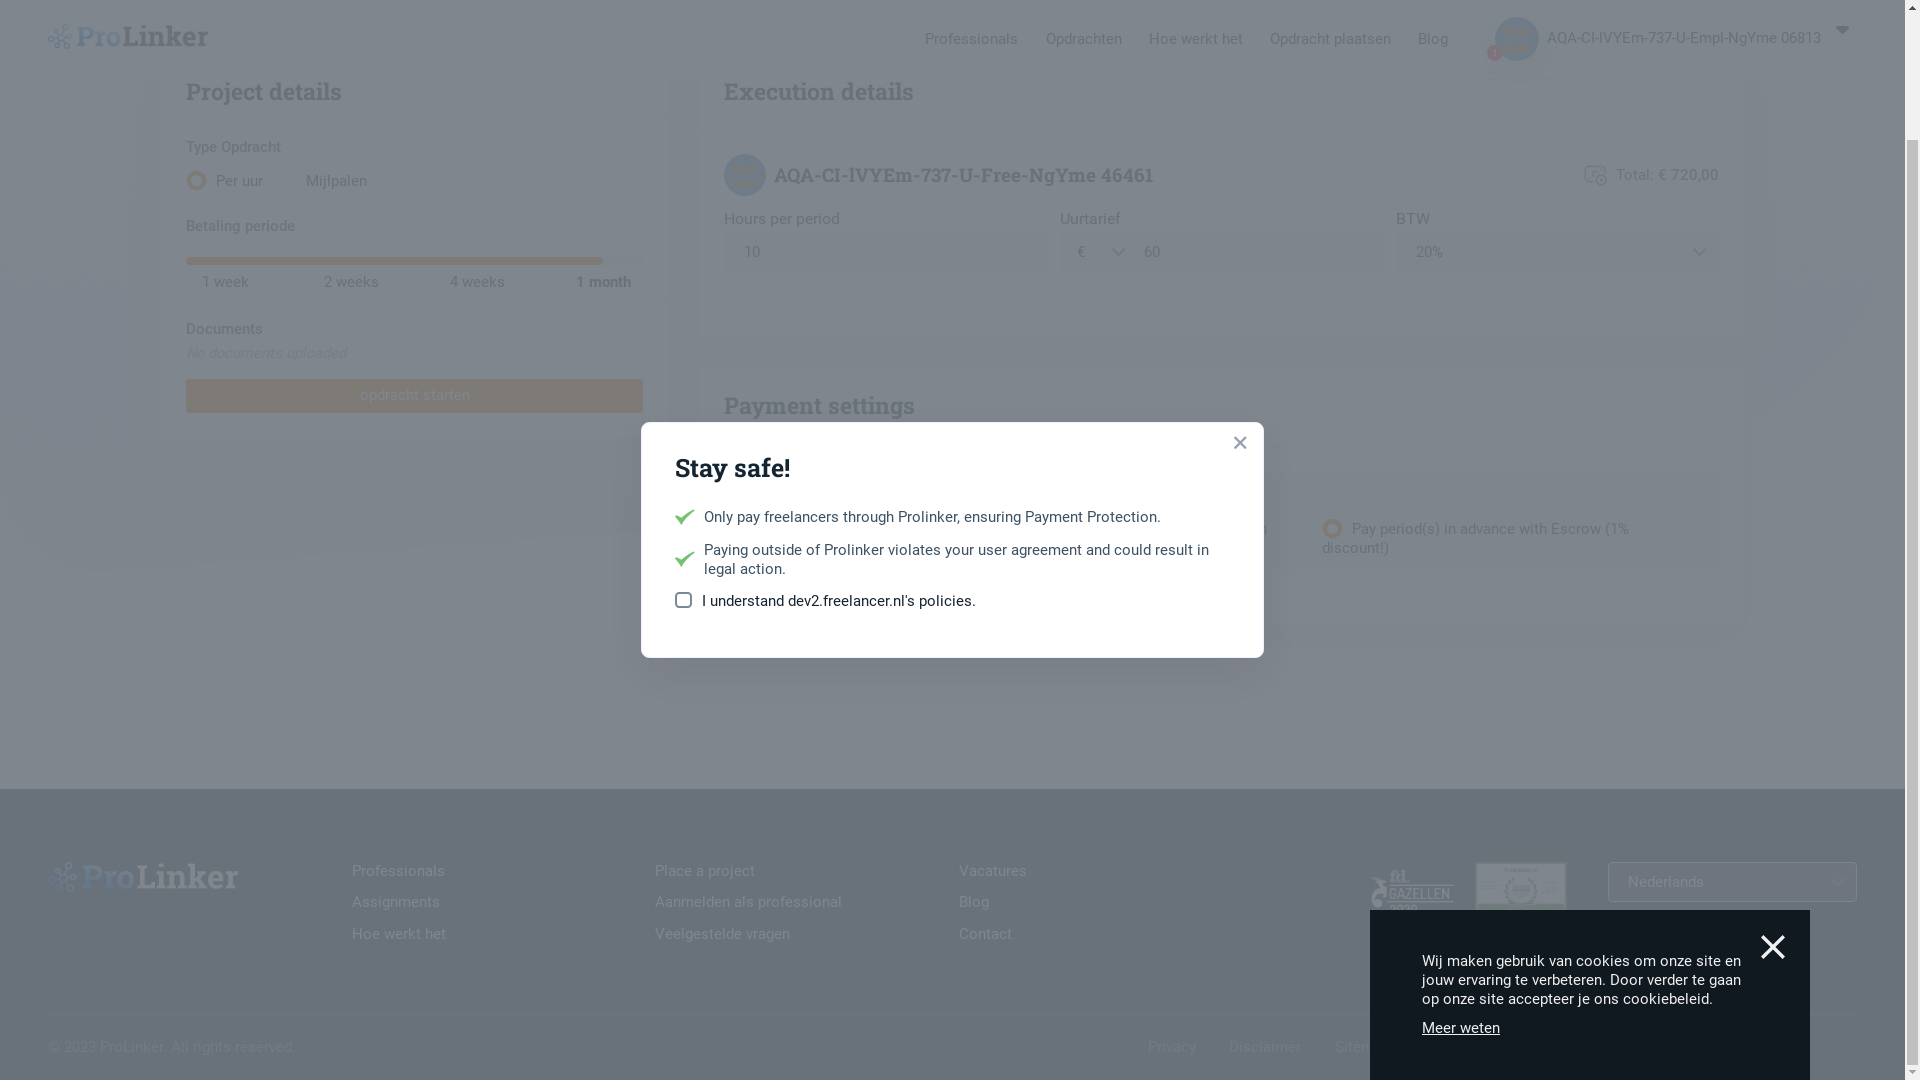 ProLinker
Professionals
Opdrachten
Hoe werkt het
Opdracht plaatsen
Blog
1
AQA-CI-lVYEm-737-U-Empl-NgYme 06813
Project details
Type Opdracht
Per uur
Mijlpalen
Betaling periode
1 week
2 weeks
4 weeks
1 month
Documents
No documents uploaded
opdracht starten
Execution details
AQA-CI-lVYEm-737-U-Free-NgYme 46461
Total: € 720,00
Hours per period
Uurtarief
BTW
10
€
60
20%
Payment settings
Pay period(s) in advance with Escrow (1%
discount!)
Stay safe!
Only pay freelancers through Prolinker, ensuring Payment Protection.
Paying outside of Prolinker violates your user agreement and could result in
legal action.
I understand dev2.freelancer.nl's policies.
ProLinker
Professionals
Assignments
Hoe werkt het
Place a project
Aanmelden als professional
Veelgestelde vragen
Vacatures
Blog
Contact
fd.
GAZELLEN
2020
Nederlands
Wij maken gebruik van cookies om onze site en
jouw ervaring te verbeteren. Door verder te gaan
op onze site accepteer je ons cookiebeleid.
Meer weten
© 2023 ProLinker. All rights reserved
Privacy
Disclaimer